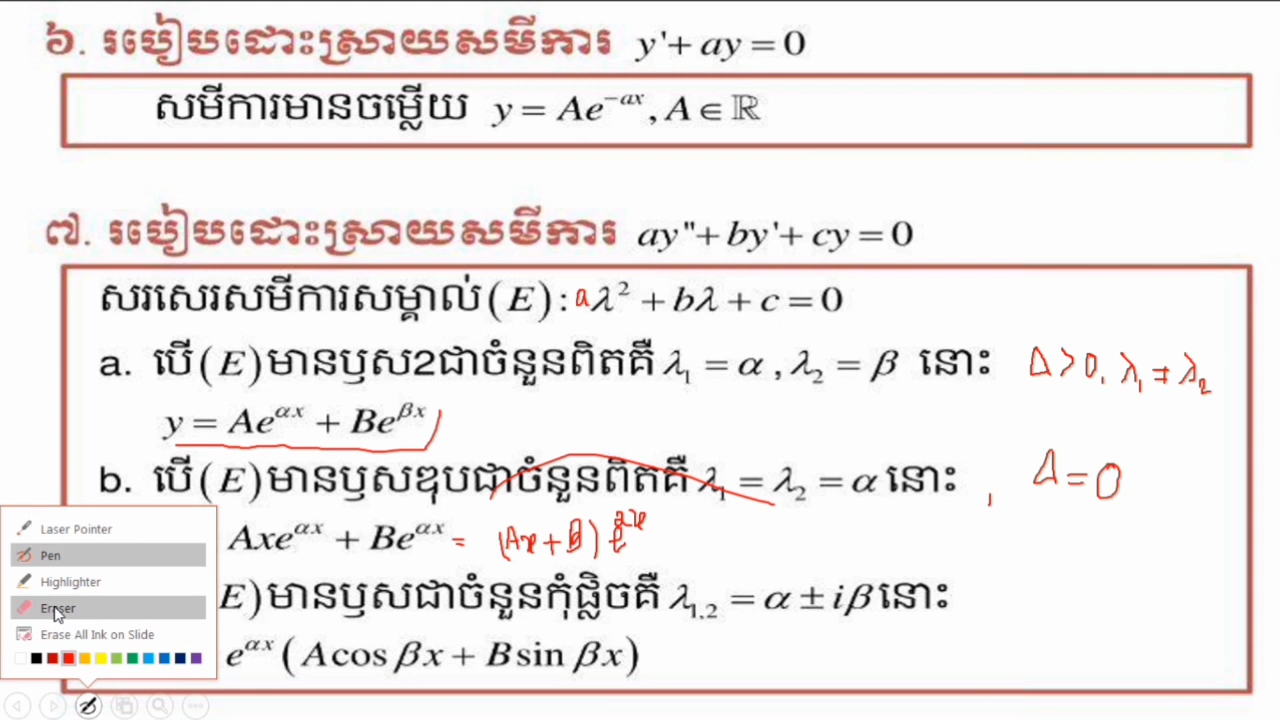 ៦. របៀបដោះស្រាយសមីការ y'+ ay = 0
សមីការមានចម្លើយ y = Ae^{-ax}, A ∈ ℝ
៧. របៀបដោះស្រាយសមីការ ay"+ by'+ cy = 0
សរសេរសមីការសម្គាល់(E): aλ² + bλ + c = 0
a. បើ(E)មានឫស2ជាចំនួនពិតគឺ λ₁ = α , λ₂ = β នោះ Δ > 0, λ₁ ≠ λ₂
y = Ae^{αx} + Be^{βx}
b. បើ(E)មានឫសឌុបជាចំនួនពិតគឺ λ₁ = λ₂ = α នោះ , Δ = 0
Axe^{αx} + Be^{αx} = (Ax + B) e^{αx}
E)មានឫសជាចំនួនកុំផ្លិចគឺ λ₁,₂ = α ± iβ នោះ
e^{αx} (A cos βx + B sin βx)
Laser Pointer
Pen
Highlighter
Eraser
Erase All Ink on Slide